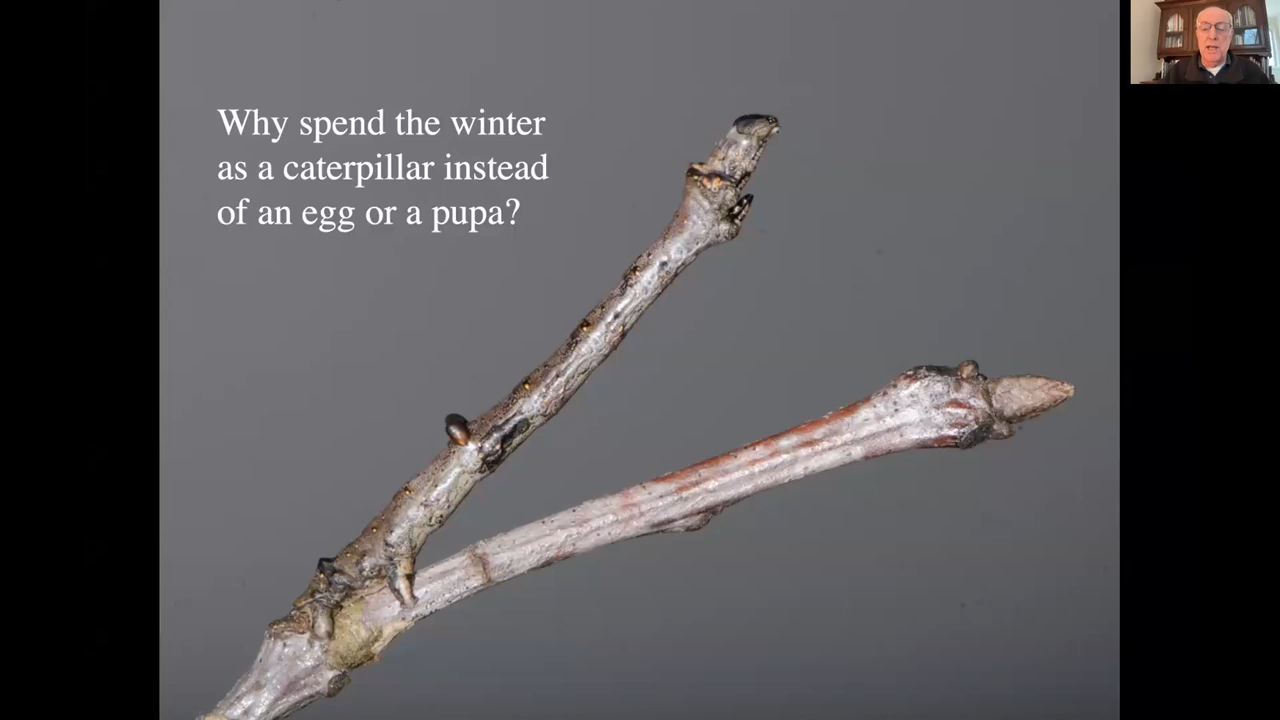 Why spend the winter
as a caterpillar instead
of an egg or a pupa?